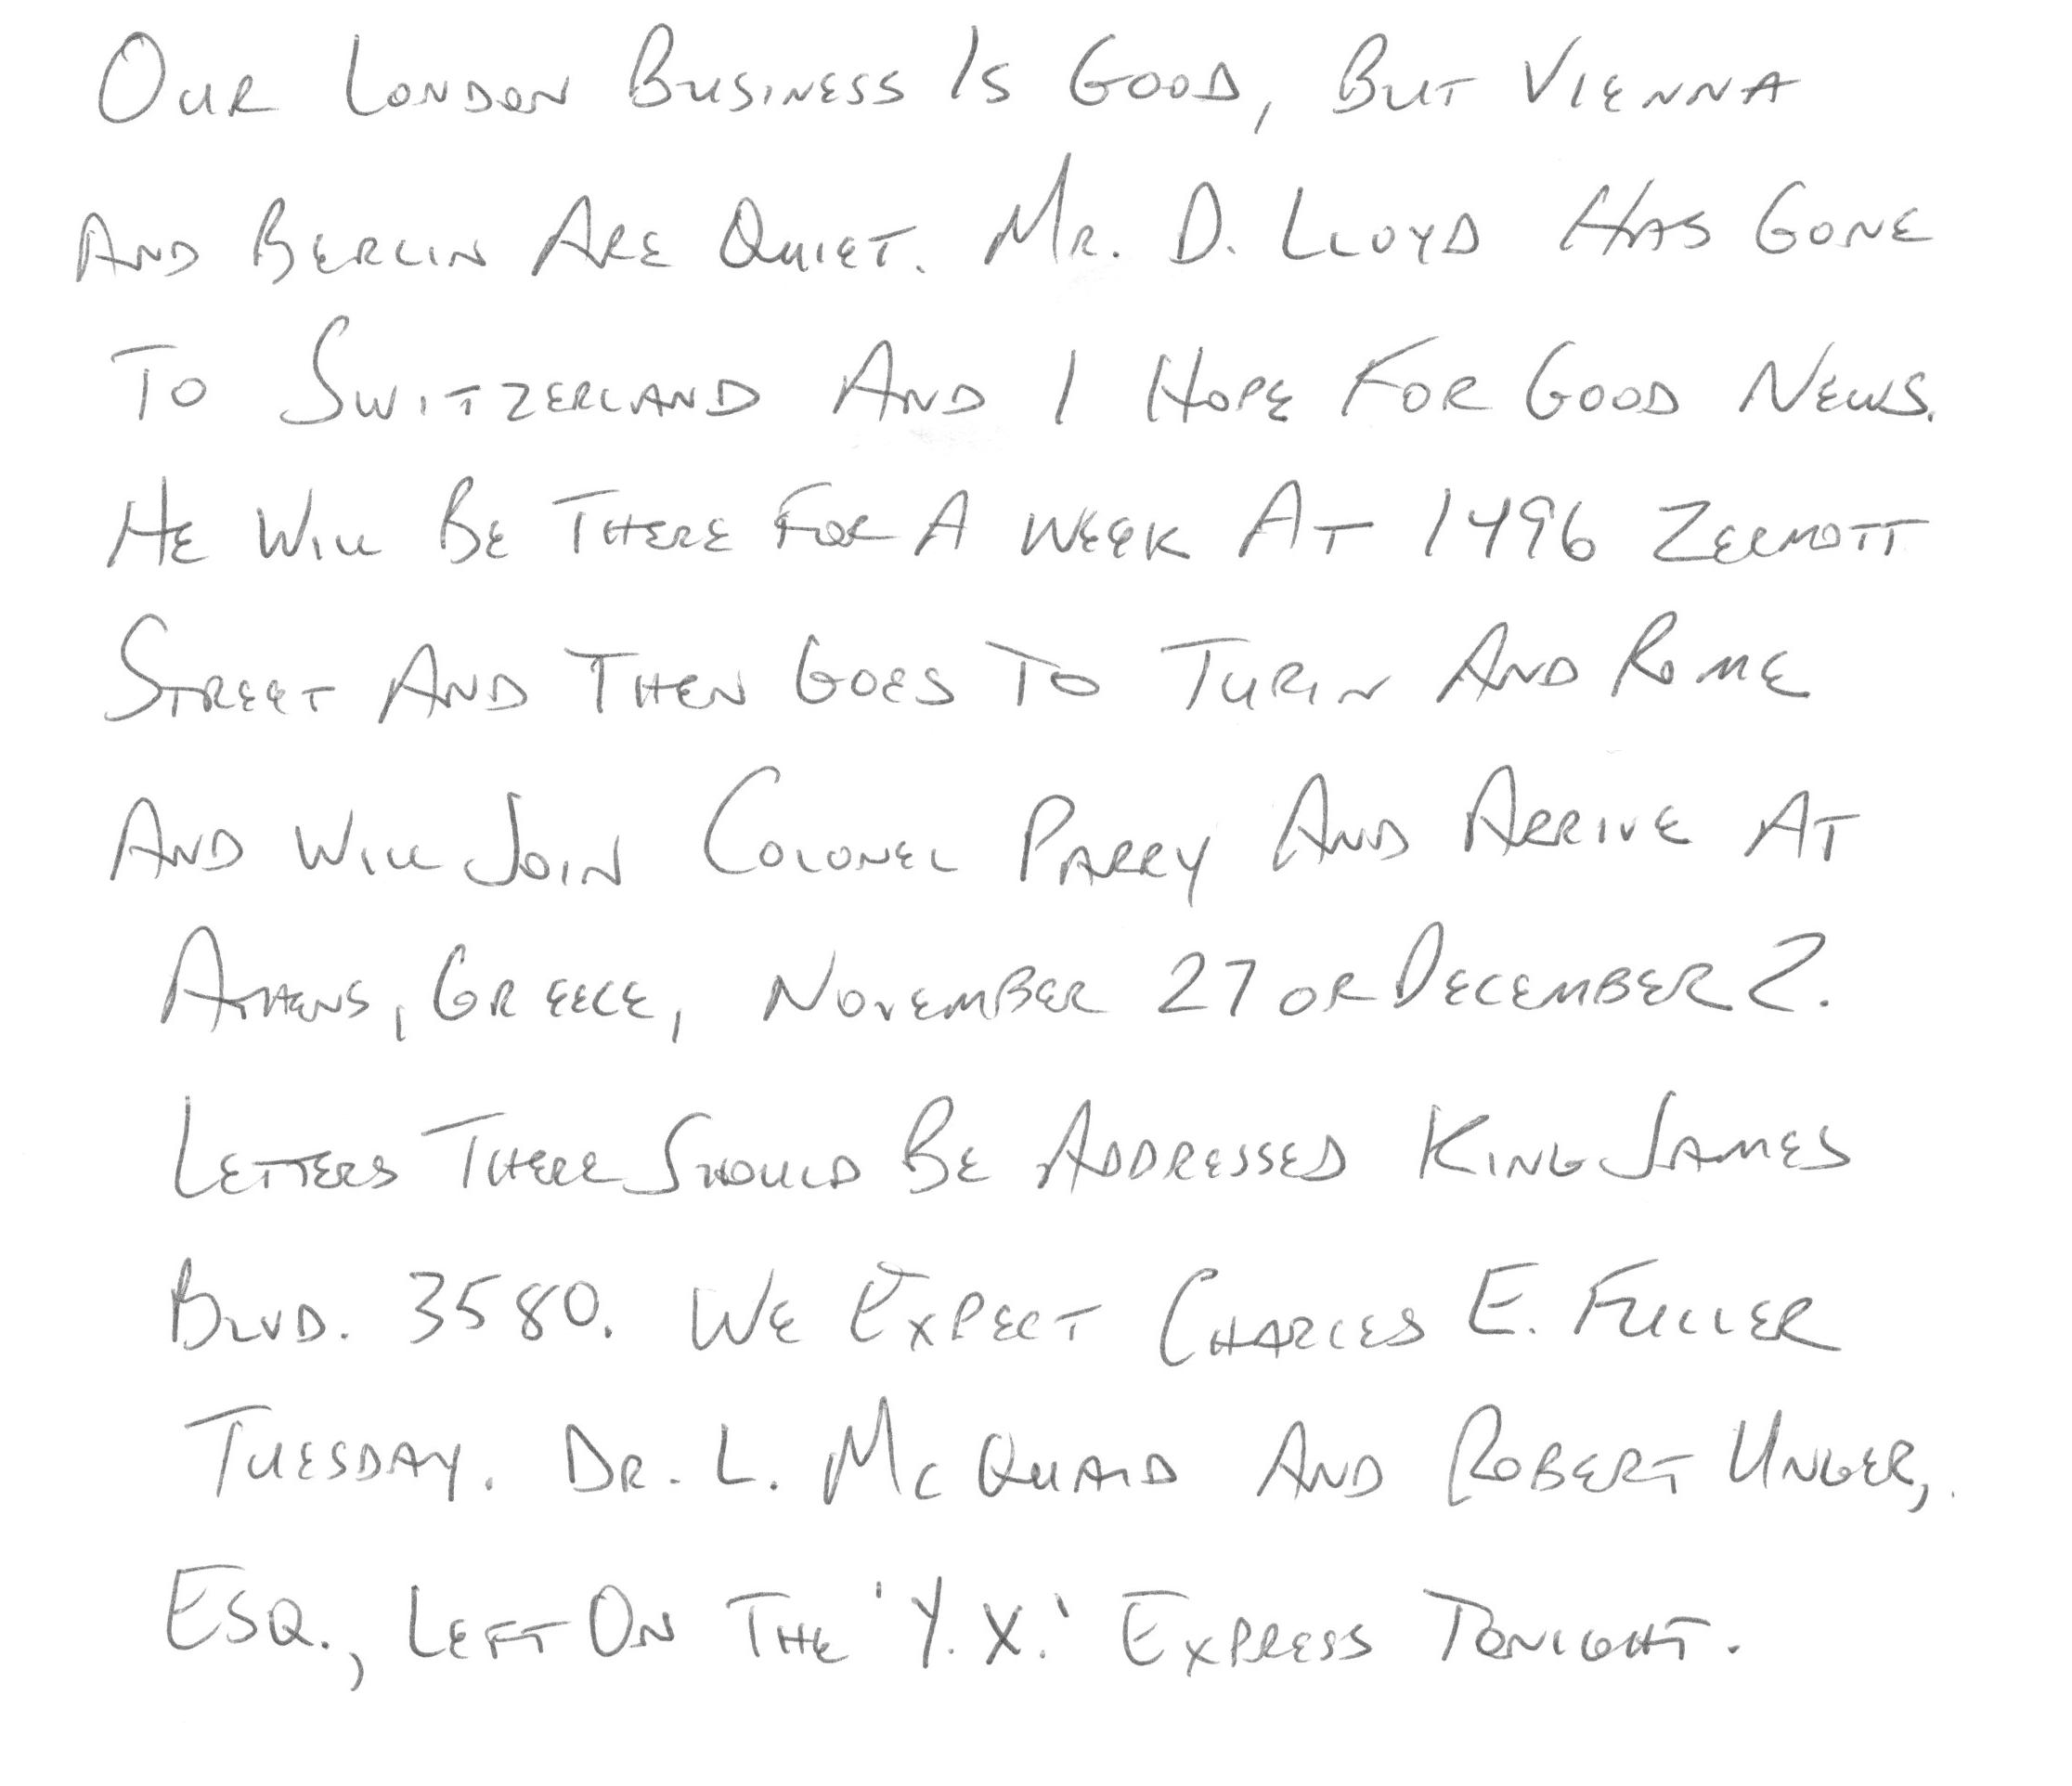 Our London Business Is Good, But Vienna
And Berlin Are Quiet. Mr. D. Lloyd Has Gone
To Switzerland And I Hope For Good News.
He Will Be There For A Week At 1496 Zermott
Street And Then Goes To Turin And Rome
And Will Join Colonel Parry And Arrive At
Athens, Greece, November 27 or December 2.
Letters There Should Be Addressed King James
Blvd. 3580. We Expect Charles E. Fuller
Tuesday. Dr. L. McQuaid And Robert Unger,
Esq., Left On The 'Y.X.' Express Tonight.